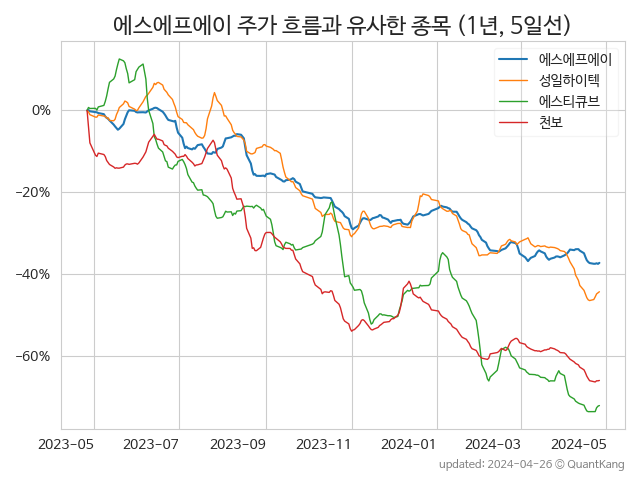 에스에프에이 주가 흐름과 유사한 종목 (1년, 5일선)
에스에프에이
성일하이텍
에스티큐브
천보
0%
−20%
−40%
−60%
2023-05 2023-07 2023-09 2023-11 2024-01 2024-03 2024-05
updated: 2024-04-26 © QuantKang